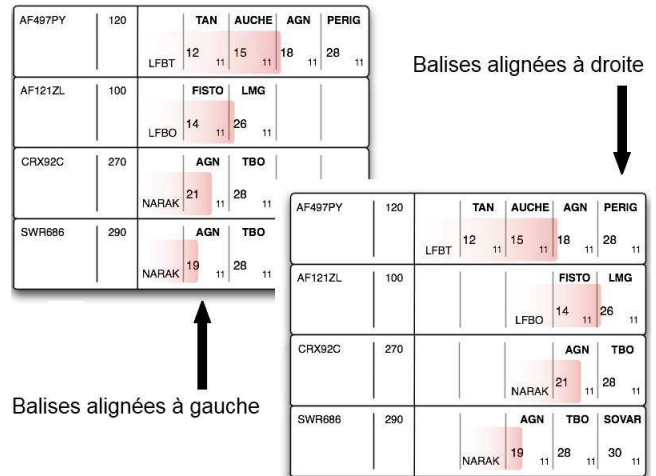 AF497PY 120 TAN AUCHE AGN PERIG
LFBT 12 11 15 11 18 11 28 11
AF121ZL 100 FISTO LMG
LFBO 14 11 26 11
CRX92C 270 AGN TBO
NARAK 21 11 28 11
SWR686 290 AGN TBO
NARAK 19 11 28 11
Balises alignées à gauche
Balises alignées à droite
AF497PY 120 TAN AUCHE AGN PERIG
LFBT 12 11 15 11 18 11 28 11
AF121ZL 100 FISTO LMG
LFBO 14 11 26 11
CRX92C 270 AGN TBO
NARAK 21 11 28 11
SWR686 290 AGN TBO SOVAR
NARAK 19 11 28 11 30 11